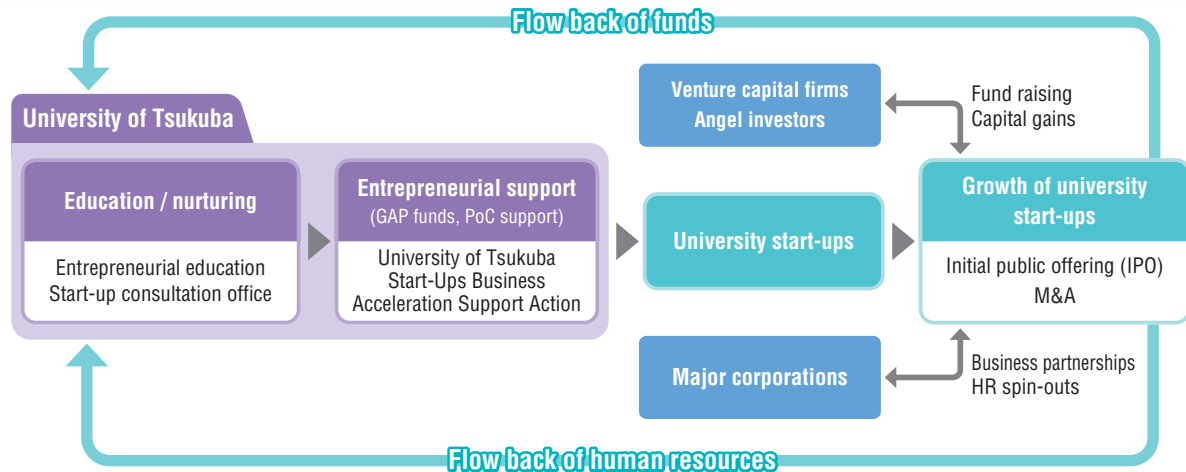 Flow back of funds
University of Tsukuba
Education / nurturing
Entrepreneurial education
Start-up consultation office
Entrepreneurial support
(GAP funds, PoC support)
University of Tsukuba
Start-Ups Business
Acceleration Support Action
Venture capital firms
Angel investors
University start-ups
Major corporations
Fund raising
Capital gains
Growth of university
start-ups
Initial public offering (IPO)
M&A
Business partnerships
HR spin-outs
Flow back of human resources